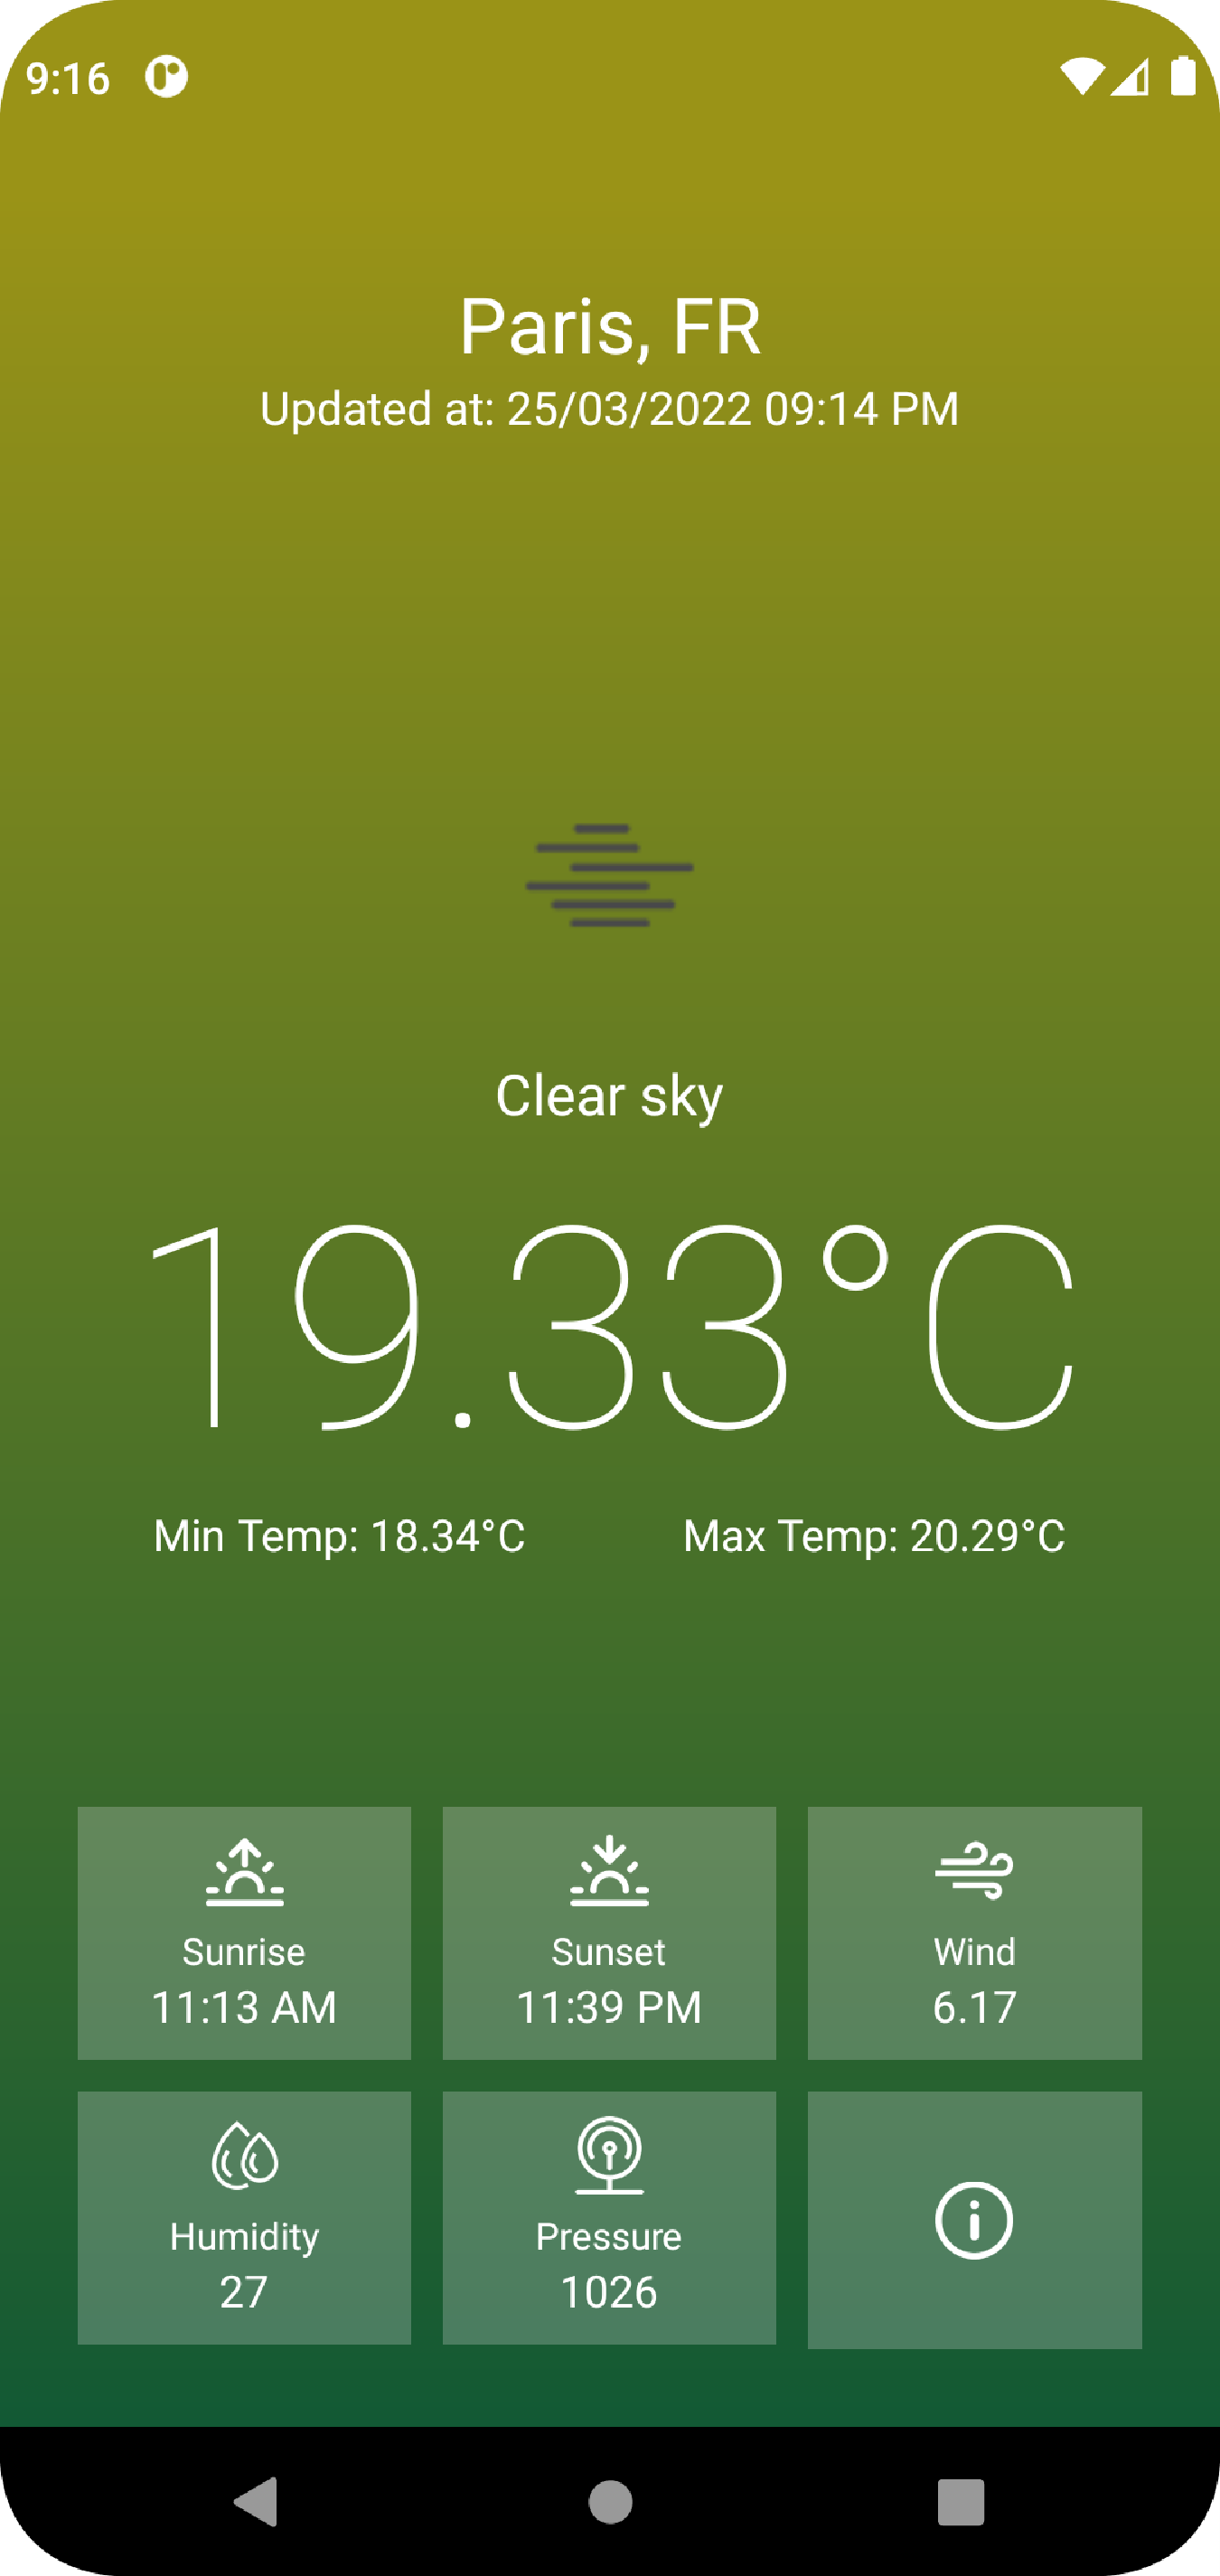 9:16
Paris, FR
Updated at: 25/03/2022 09:14 PM
Clear sky
19.33°C
Min Temp: 18.34°C
Max Temp: 20.29°C
Sunrise
11:13 AM
Sunset
11:39 PM
Wind
6.17
Humidity
27
Pressure
1026